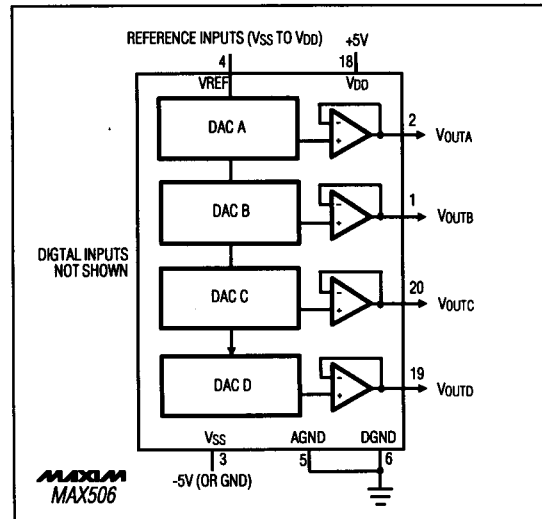 REFERENCE INPUTS (VSS TO VDD)
+5V
4
18
VREF
VDD
DAC A
-
+
2
VOUTA
DAC B
-
+
1
VOUTB
DIGTAL INPUTS
NOT SHOWN
DAC C
-
+
20
VOUTC
DAC D
-
+
19
VOUTD
VSS
AGND
DGND
3
5
6
-5V (OR GND)
MAXIM
MAX506